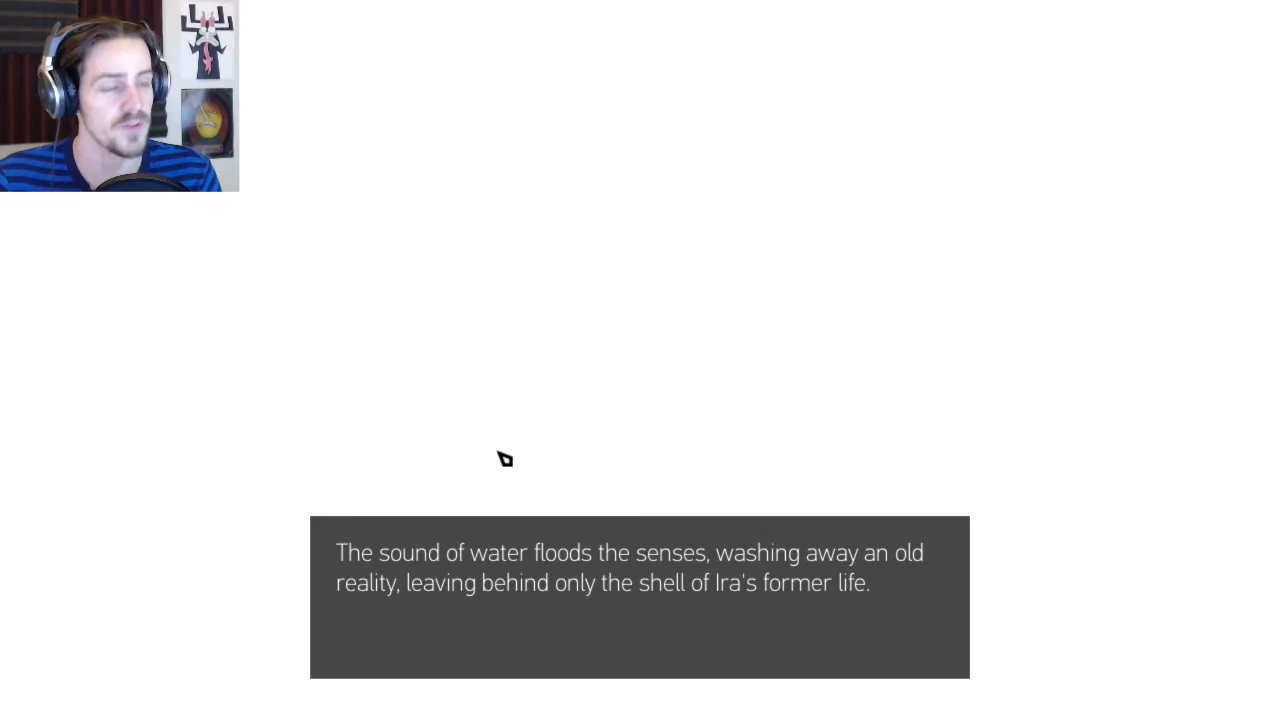 The sound of water floods the senses, washing away an old
reality, leaving behind only the shell of Ira's former life.